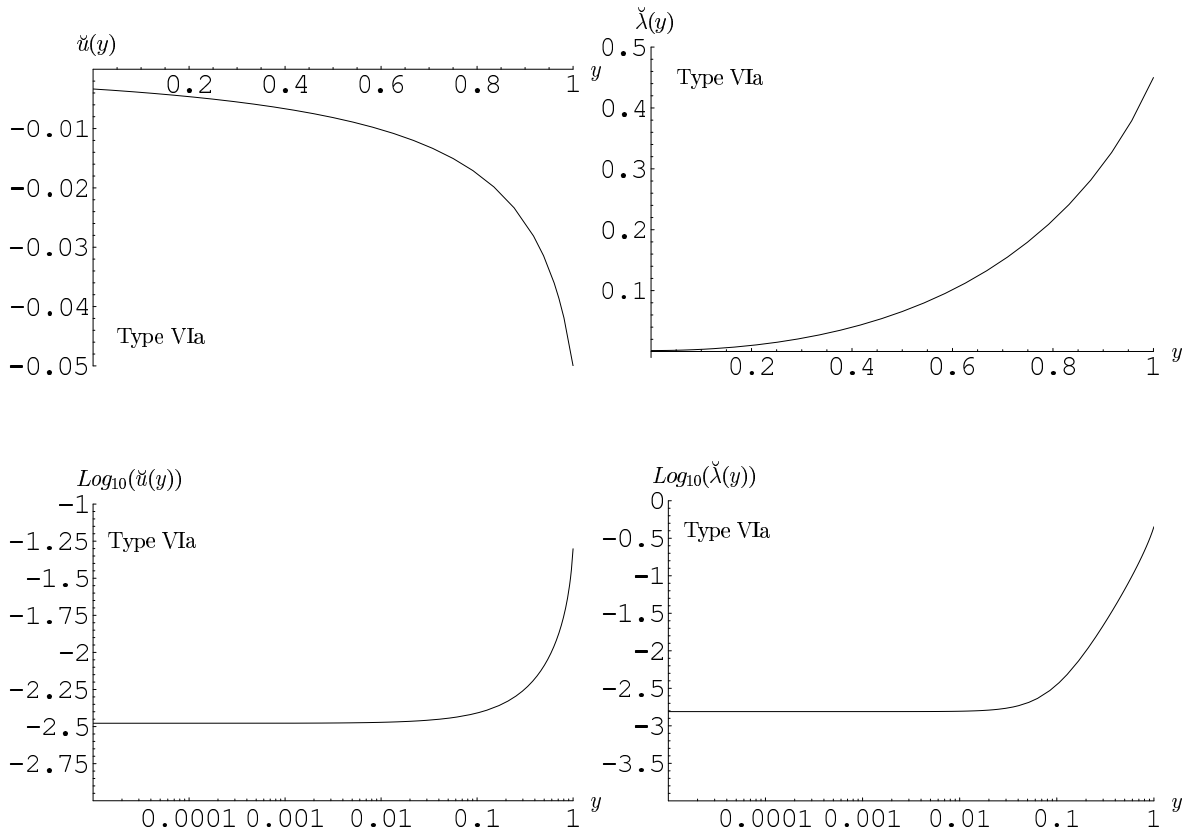 ŭ(y)
0.2 0.4 0.6 0.8 1 y
-0.01
-0.02
-0.03
-0.04
-0.05
Type VIa
λ̆(y)
0.5
0.4
0.3
0.2
0.1
Type VIa
0.2 0.4 0.6 0.8 1 y
Log₁₀(ŭ(y))
-1
-1.25
-1.5
-1.75
-2
-2.25
-2.5
-2.75
Type VIa
0.0001 0.001 0.01 0.1 1 y
Log₁₀(λ̆(y))
0
-0.5
-1
-1.5
-2
-2.5
-3
-3.5
Type VIa
0.0001 0.001 0.01 0.1 1 y